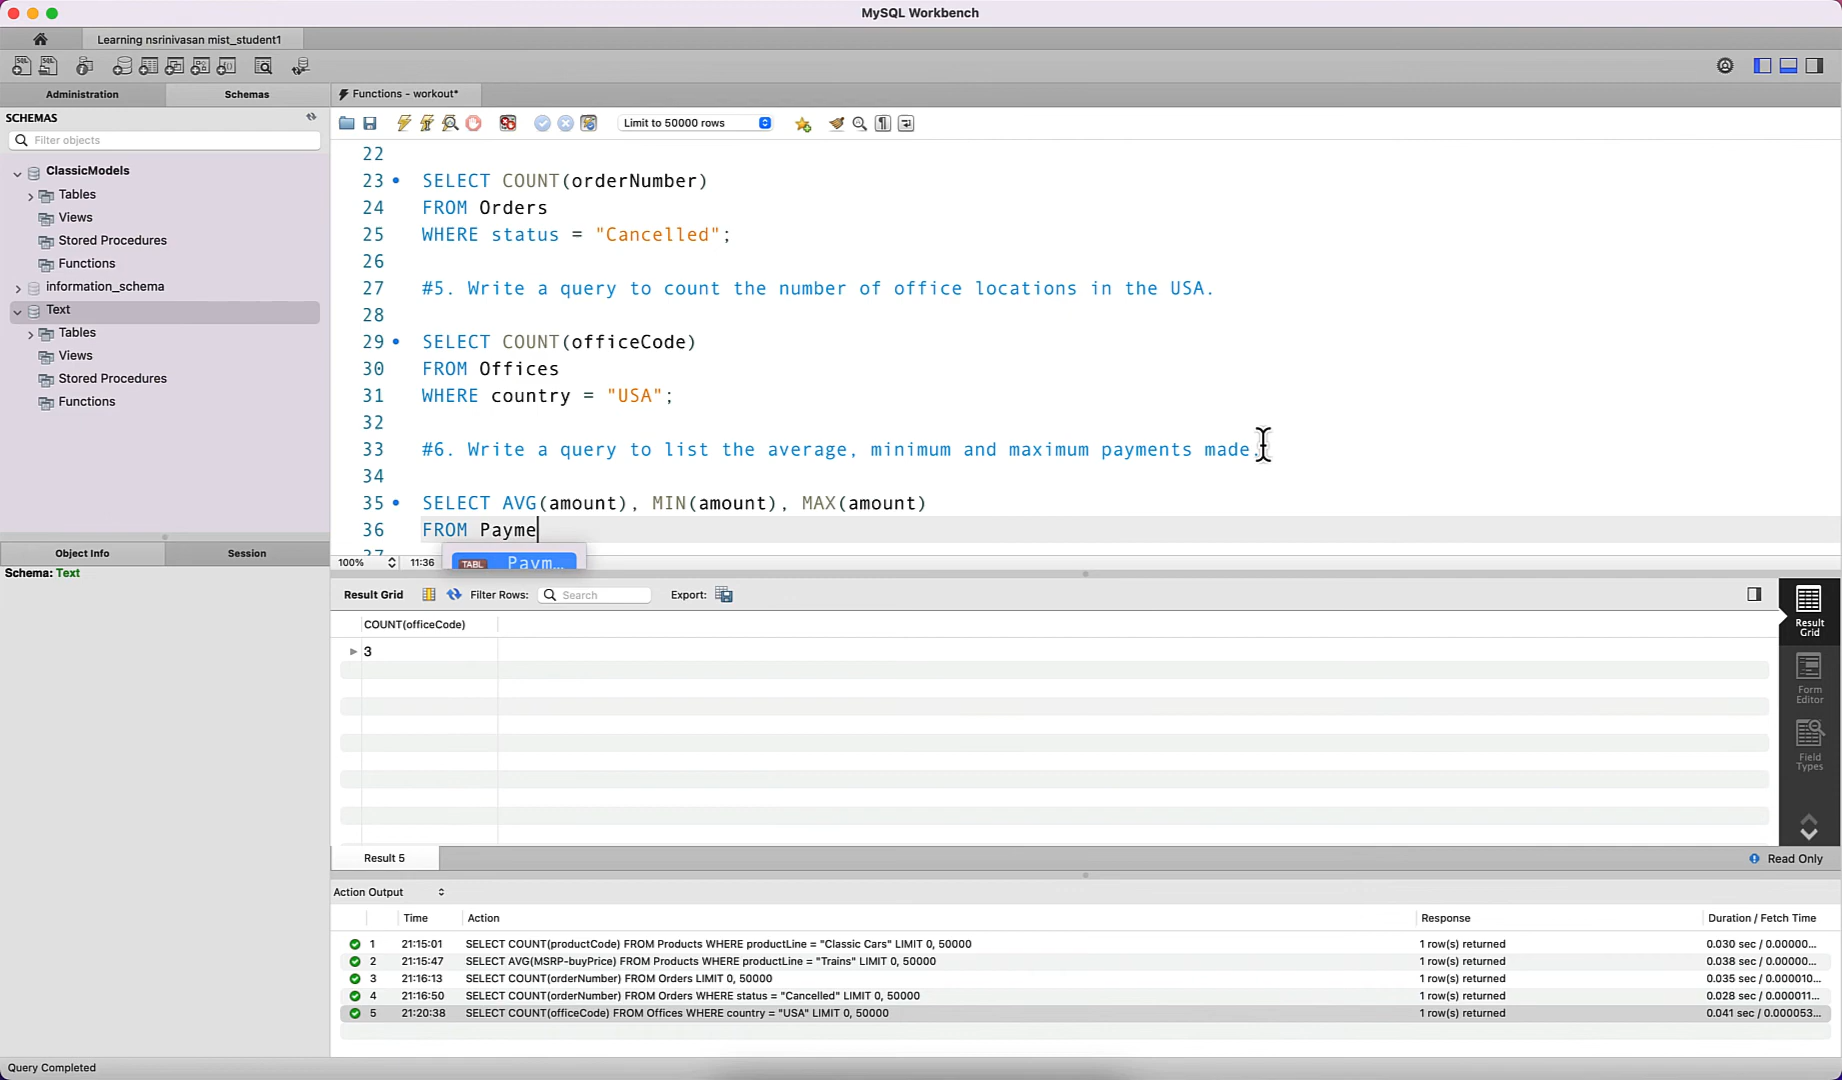 MySQL Workbench
Learning nsrinivasan mist_student1
Administration
Schemas
Functions - workout*
SCHEMAS
Filter objects
Limit to 50000 rows
ClassicModels
Tables
Views
Stored Procedures
Functions
information_schema
Text
Tables
Views
Stored Procedures
Functions
22
23 SELECT COUNT(orderNumber)
24 FROM Orders
25 WHERE status = "Cancelled";
26
27 #5. Write a query to count the number of office locations in the USA.
28
29 SELECT COUNT(officeCode)
30 FROM Offices
31 WHERE country = "USA";
32
33 #6. Write a query to list the average, minimum and maximum payments made.
34
35 SELECT AVG(amount), MIN(amount), MAX(amount)
36 FROM Payme
37
TABL Paym...
100% 11:36
Object Info
Session
Schema: Text
Result Grid Filter Rows: Search Export:
COUNT(officeCode)
3
Result Grid
Form Editor
Field Types
Result 5
Read Only
Action Output
Time Action Response Duration / Fetch Time
1 21:15:01 SELECT COUNT(productCode) FROM Products WHERE productLine = "Classic Cars" LIMIT 0, 50000 1 row(s) returned 0.030 sec / 0.00000...
2 21:15:47 SELECT AVG(MSRP-buyPrice) FROM Products WHERE productLine = "Trains" LIMIT 0, 50000 1 row(s) returned 0.038 sec / 0.00000...
3 21:16:13 SELECT COUNT(orderNumber) FROM Orders LIMIT 0, 50000 1 row(s) returned 0.035 sec / 0.000010...
4 21:16:50 SELECT COUNT(orderNumber) FROM Orders WHERE status = "Cancelled" LIMIT 0, 50000 1 row(s) returned 0.028 sec / 0.000011...
5 21:20:38 SELECT COUNT(officeCode) FROM Offices WHERE country = "USA" LIMIT 0, 50000 1 row(s) returned 0.041 sec / 0.000053...
Query Completed